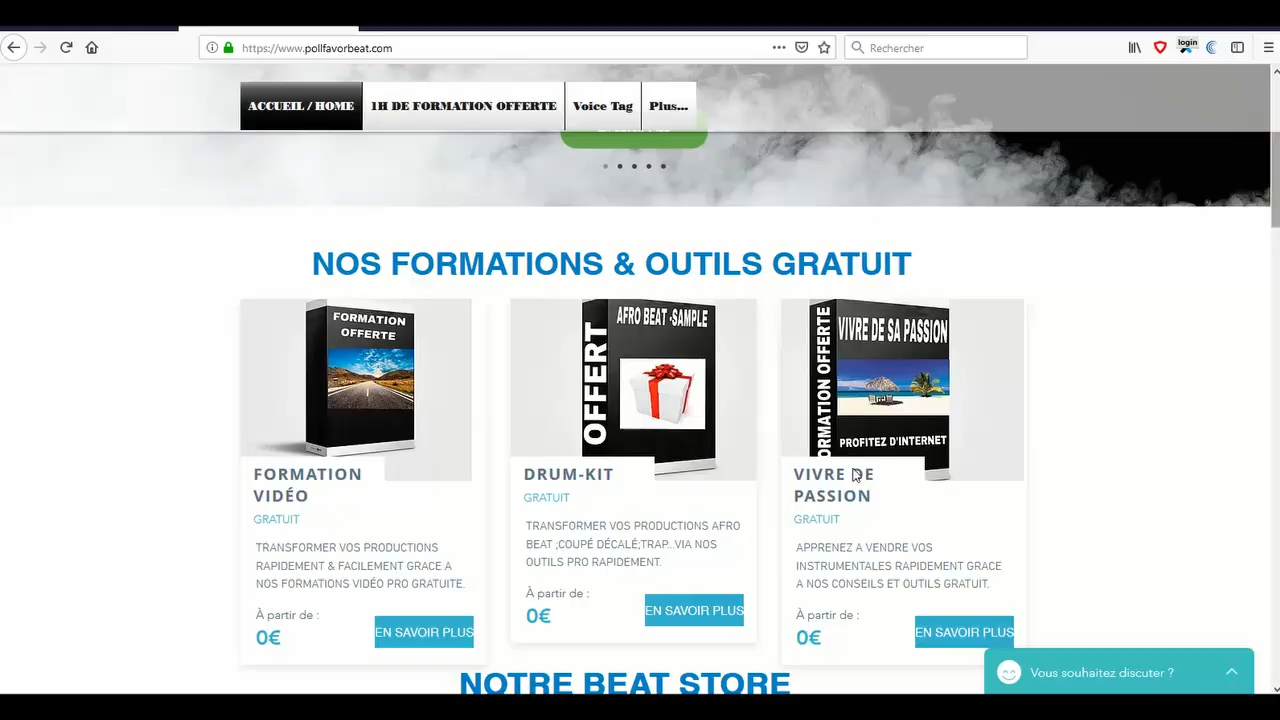 https://www.pollfavorbeat.com
Rechercher
login
ACCUEIL / HOME
1H DE FORMATION OFFERTE
Voice Tag
Plus...
NOS FORMATIONS & OUTILS GRATUIT
FORMATION
OFFERTE
OFFERT
AFRO BEAT -SAMPLE
FORMATION OFFERTE
VIVRE DE SA PASSION
PROFITEZ D'INTERNET
FORMATION
VIDÉO
GRATUIT
TRANSFORMER VOS PRODUCTIONS
RAPIDEMENT & FACILEMENT GRACE A
NOS FORMATIONS VIDÉO PRO GRATUITE.
À partir de :
0€
EN SAVOIR PLUS
DRUM-KIT
GRATUIT
TRANSFORMER VOS PRODUCTIONS AFRO
BEAT ;COUPÉ DÉCALÉ;TRAP...VIA NOS
OUTILS PRO RAPIDEMENT.
À partir de :
0€
EN SAVOIR PLUS
VIVRE DE
PASSION
GRATUIT
APPRENEZ A VENDRE VOS
INSTRUMENTALES RAPIDEMENT GRACE
A NOS CONSEILS ET OUTILS GRATUIT.
À partir de :
0€
EN SAVOIR PLUS
Vous souhaitez discuter ?
NOTRE BEAT STORE